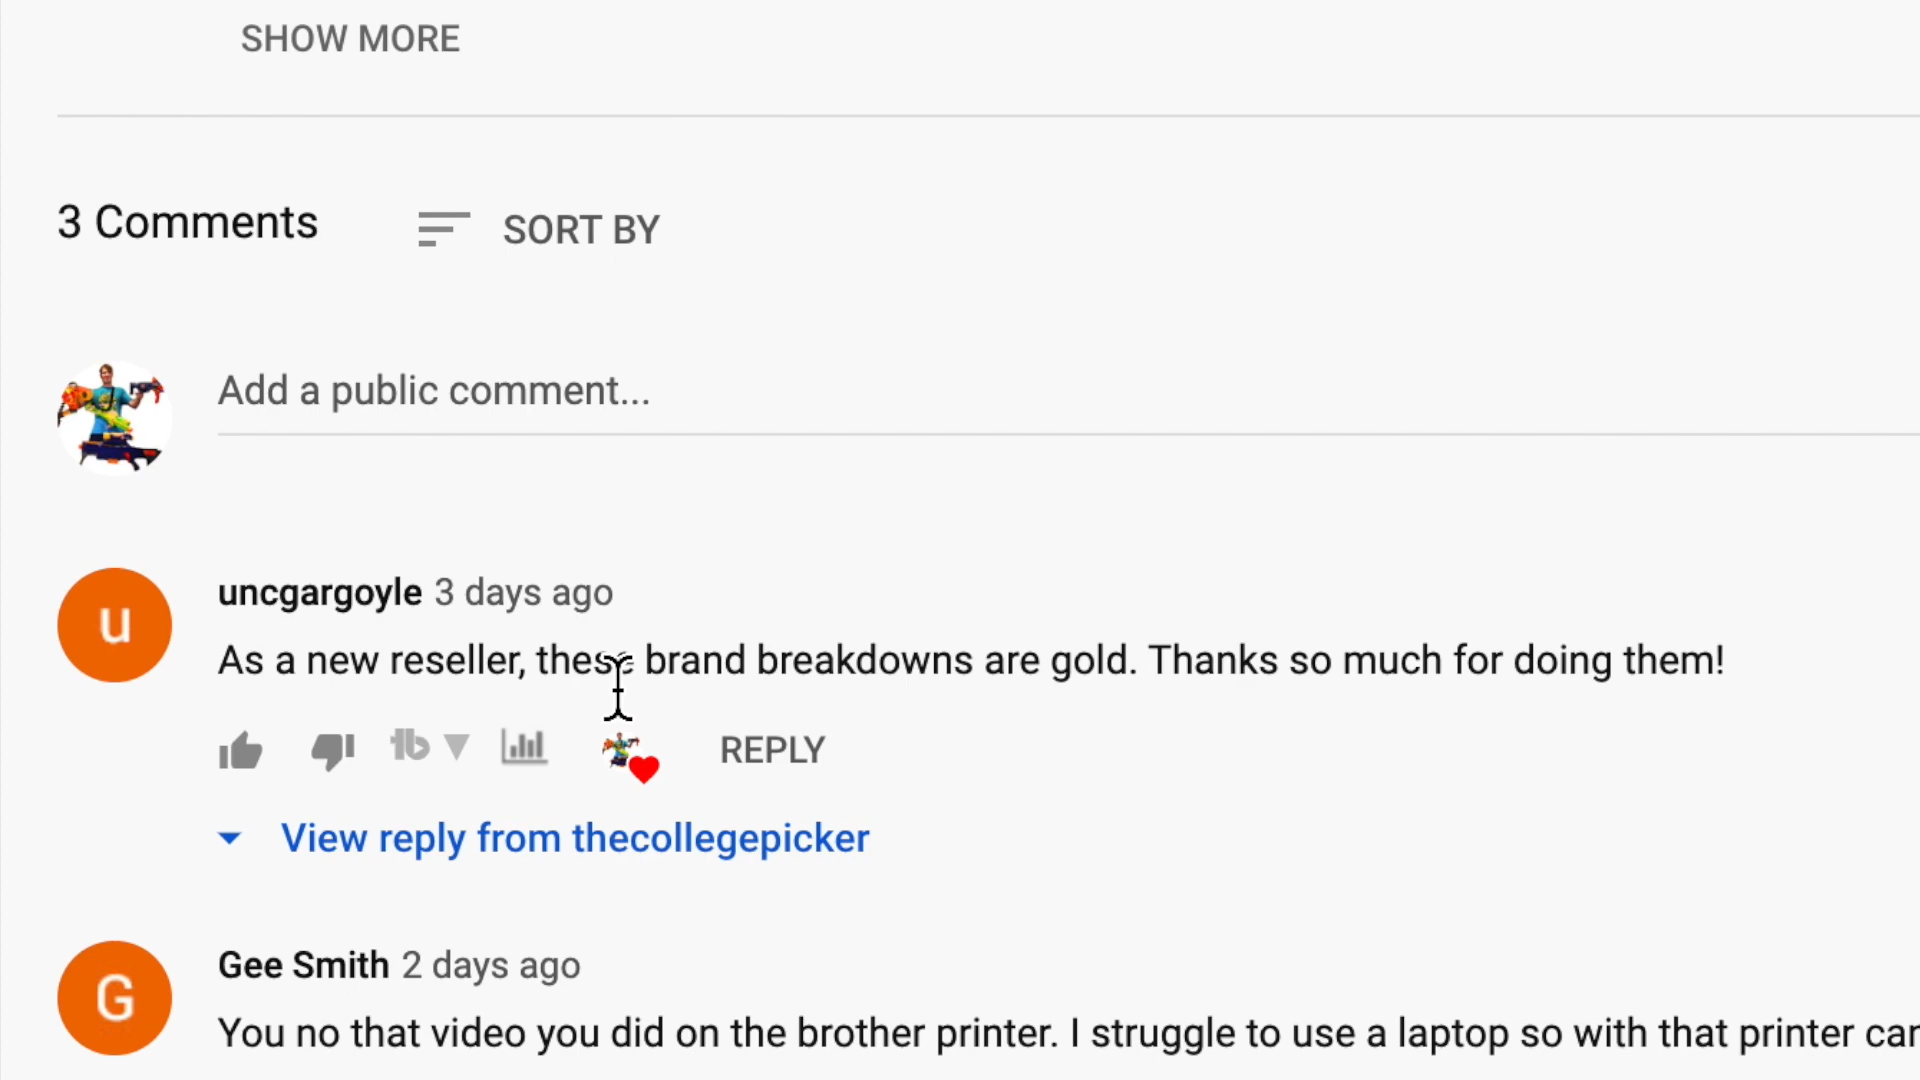 SHOW MORE
3 Comments
SORT BY
Add a public comment...
u
uncgargoyle 3 days ago
As a new reseller, these brand breakdowns are gold. Thanks so much for doing them!
REPLY
View reply from thecollegepicker
G
Gee Smith 2 days ago
You no that video you did on the brother printer. I struggle to use a laptop so with that printer can